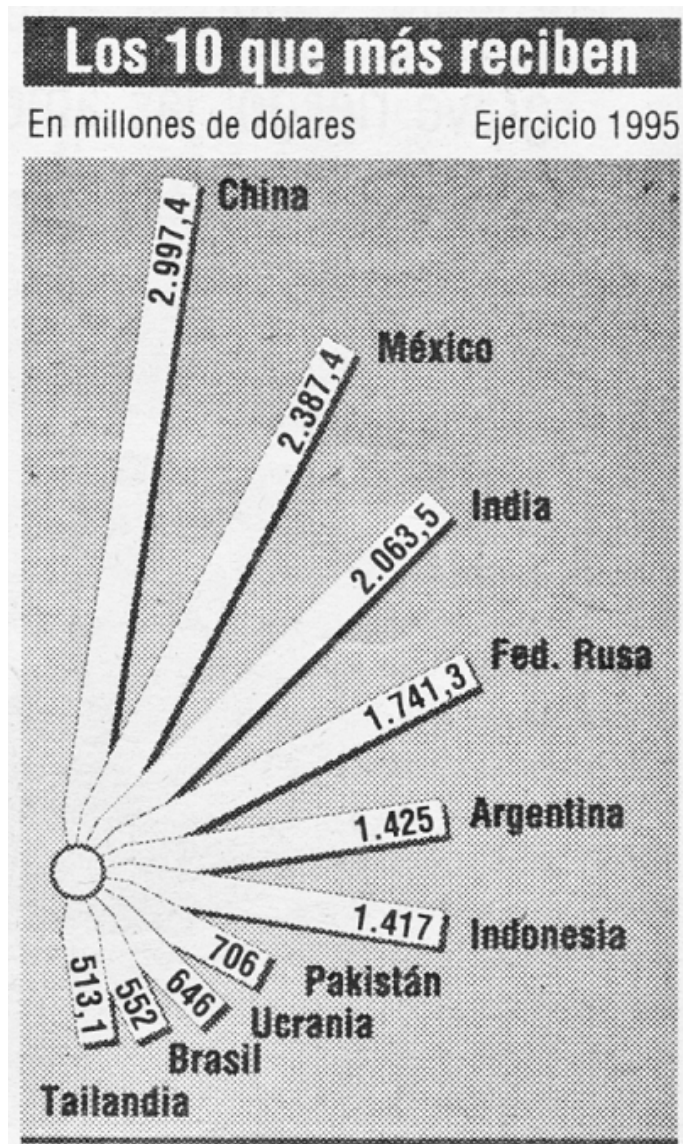 Los 10 que más reciben
En millones de dólares Ejercicio 1995
2.997,4 China
2.387,4 México
2.063,5 India
1.741,3 Fed. Rusa
1.425 Argentina
1.417 Indonesia
706 Pakistán
646 Ucrania
552 Brasil
513,1 Tailandia